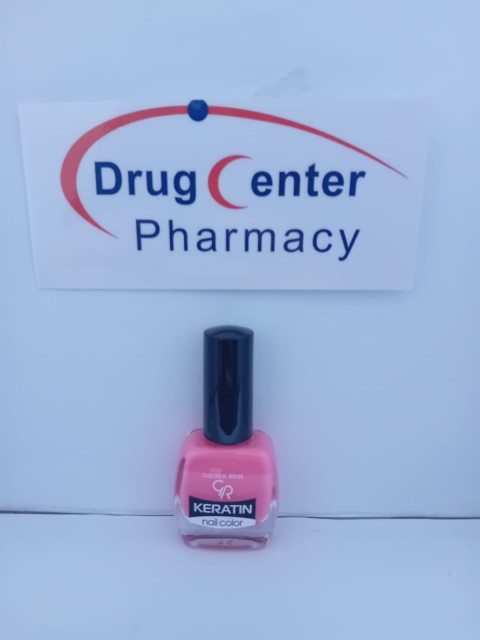 Drug Center
Pharmacy
GOLDEN ROSE
GR
KERATIN
nail color